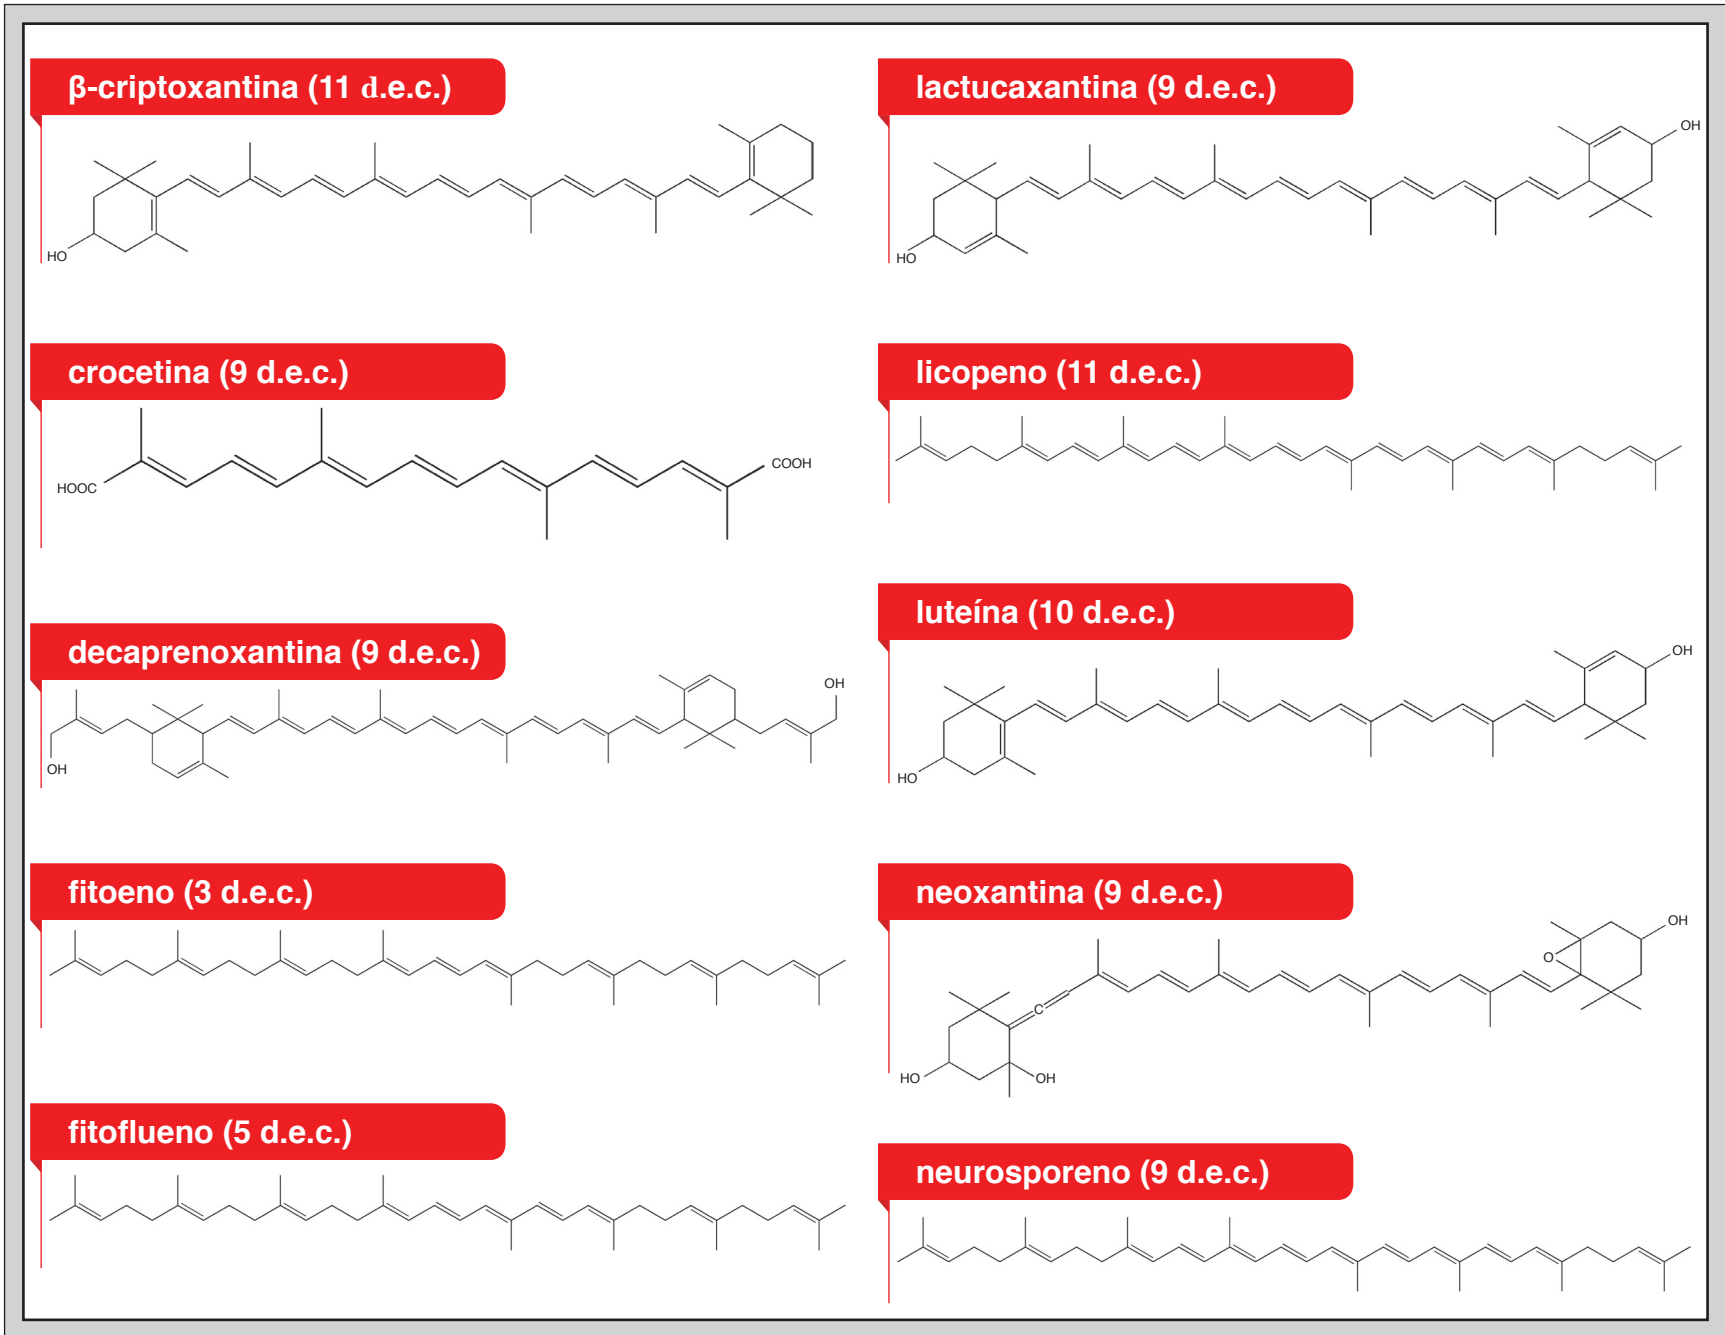 β-criptoxantina (11 d.e.c.)
HO
crocetina (9 d.e.c.)
HOOC
COOH
decaprenoxantina (9 d.e.c.)
OH
OH
fitoeno (3 d.e.c.)
fitoflueno (5 d.e.c.)
lactucaxantina (9 d.e.c.)
OH
HO
licopeno (11 d.e.c.)
luteína (10 d.e.c.)
OH
HO
neoxantina (9 d.e.c.)
OH
O
C
HO
OH
neurosporeno (9 d.e.c.)